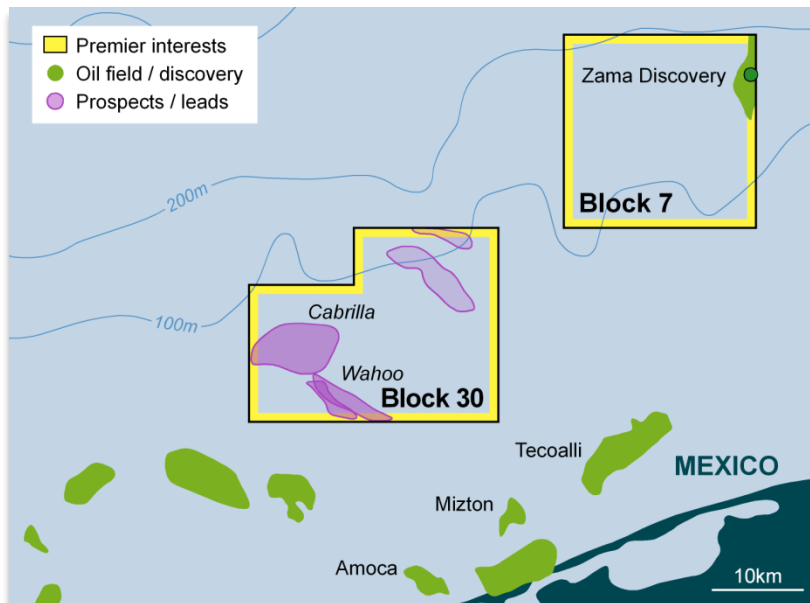 Premier interests
Oil field / discovery
Prospects / leads
Zama Discovery
200m
Block 7
100m
Cabrilla
Wahoo
Block 30
Tecoalli
MEXICO
Mizton
Amoca
10km